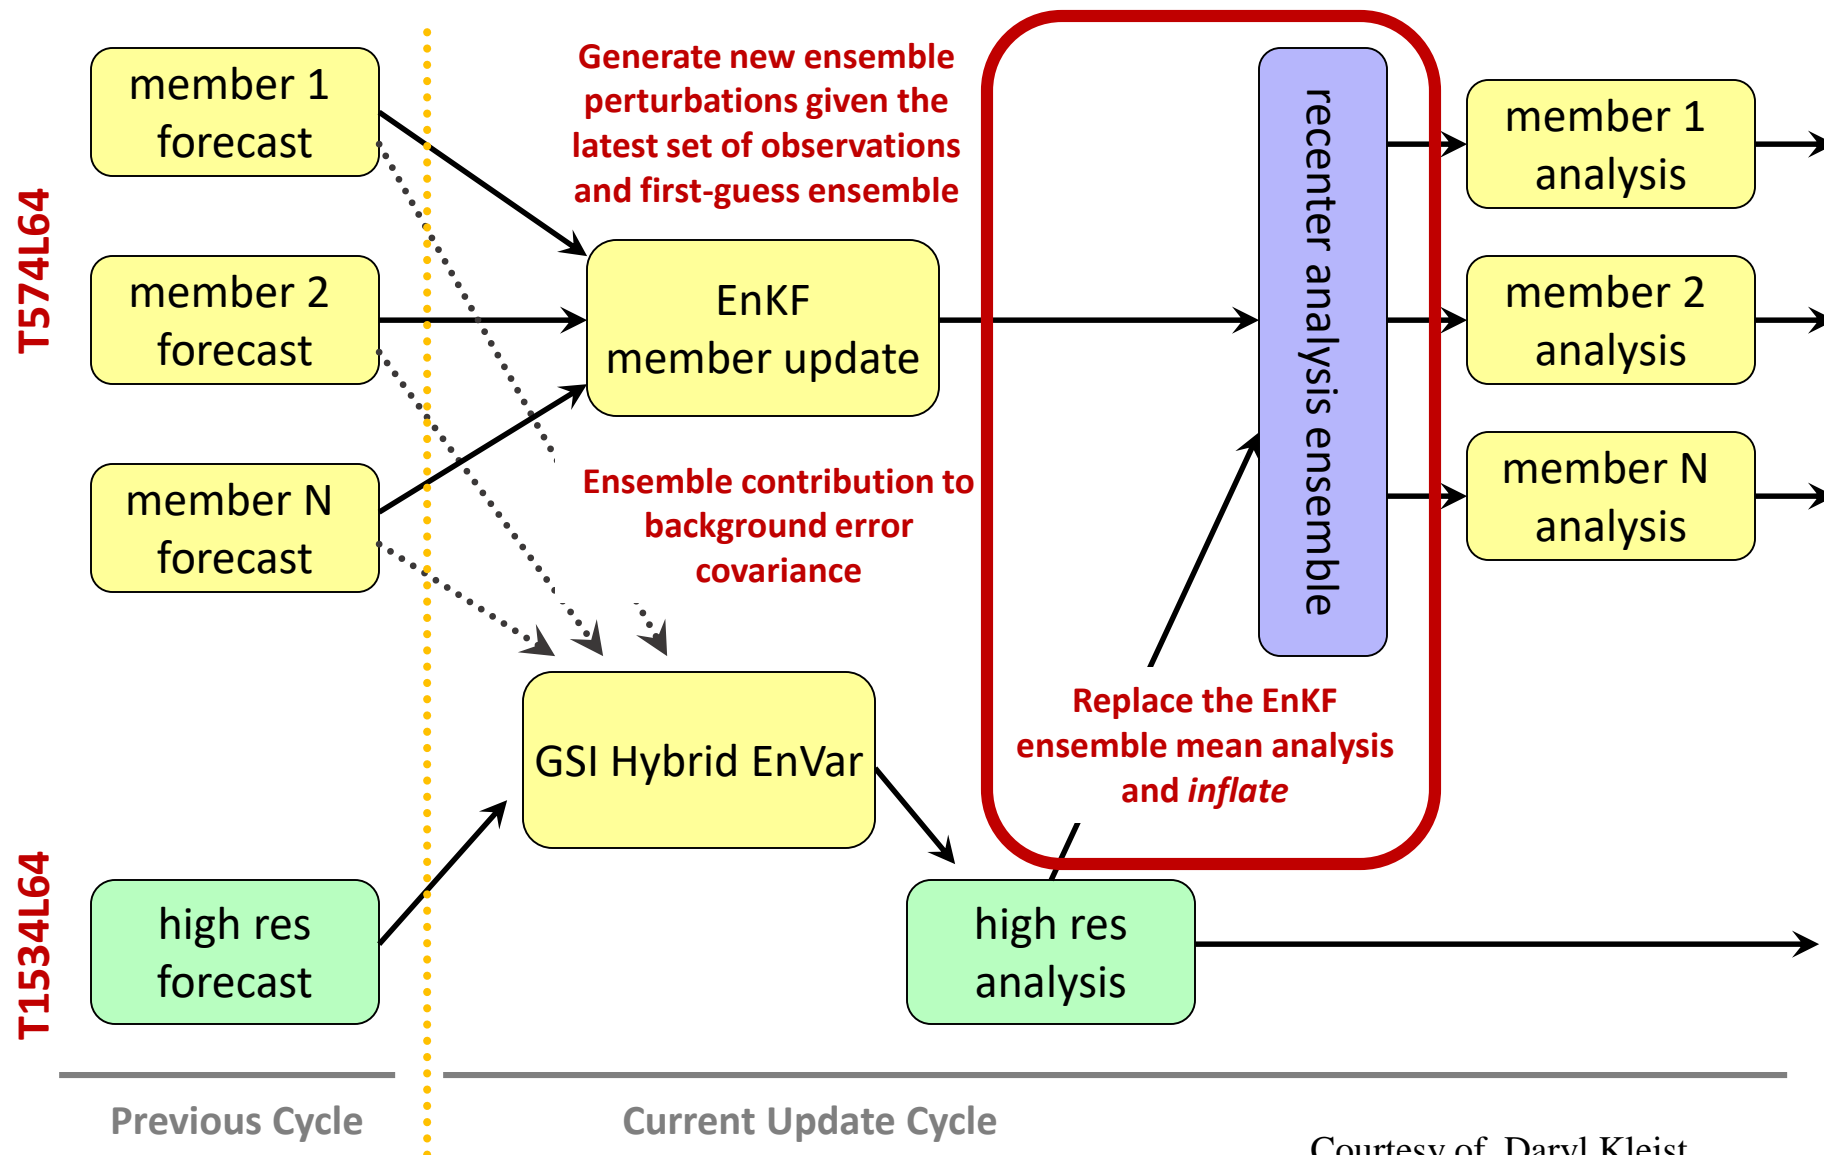 member 1
forecast
Generate new ensemble
perturbations given the
latest set of observations
and first-guess ensemble
member 1
analysis
T574L64
member 2
forecast
EnKF
member update
recenter analysis ensemble
member 2
analysis
member N
forecast
Ensemble contribution to
background error
covariance
member N
analysis
GSI Hybrid EnVar
Replace the EnKF
ensemble mean analysis
and inflate
T1534L64
high res
forecast
high res
analysis
Previous Cycle
Current Update Cycle
Courtesy of Daryl Kleist